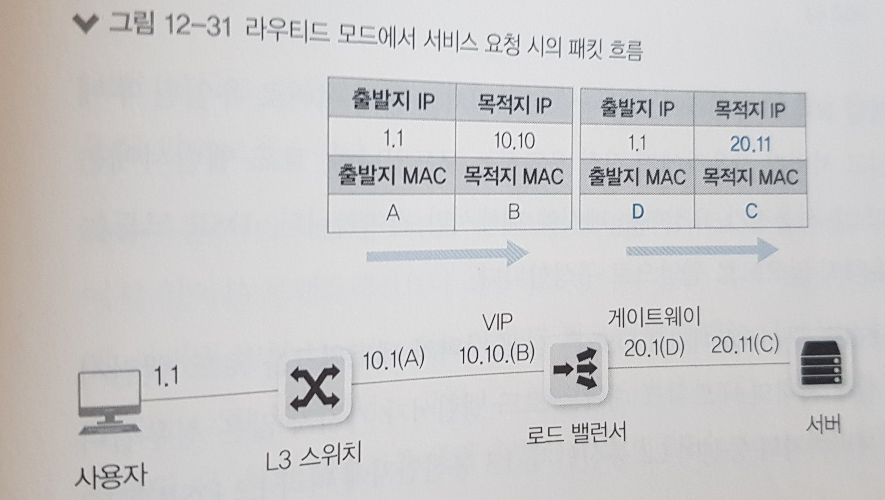 그림 12-31 라우티드 모드에서 서비스 요청 시의 패킷 흐름
출발지 IP 목적지 IP 출발지 IP 목적지 IP
1.1 10.10 1.1 20.11
출발지 MAC 목적지 MAC 출발지 MAC 목적지 MAC
A B D C
VIP 게이트웨이
1.1 10.1(A) 10.10.(B) 20.1(D) 20.11(C)
사용자 L3 스위치 로드 밸런서 서버